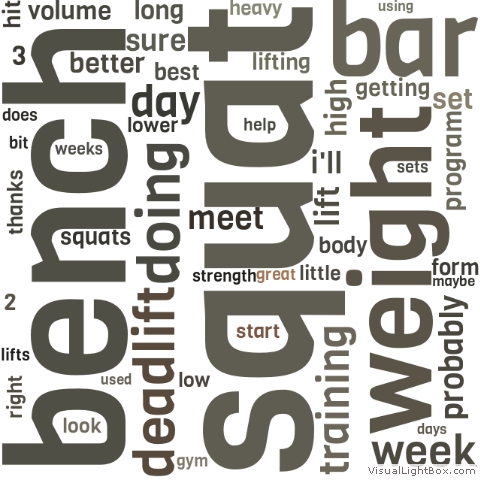 hit
volume
long
heavy
using
sure
3
better
best
lifting
bar
day
getting
set
does
lower
help
high
bit
weeks
bench
squat
weight
i'll
sets
program
thanks
doing
lift
meet
squats
body
strength
great
little
form
maybe
2
deadlift
start
lifts
right
used
low
training
probably
look
gym
days
week
VisualLightBox.com